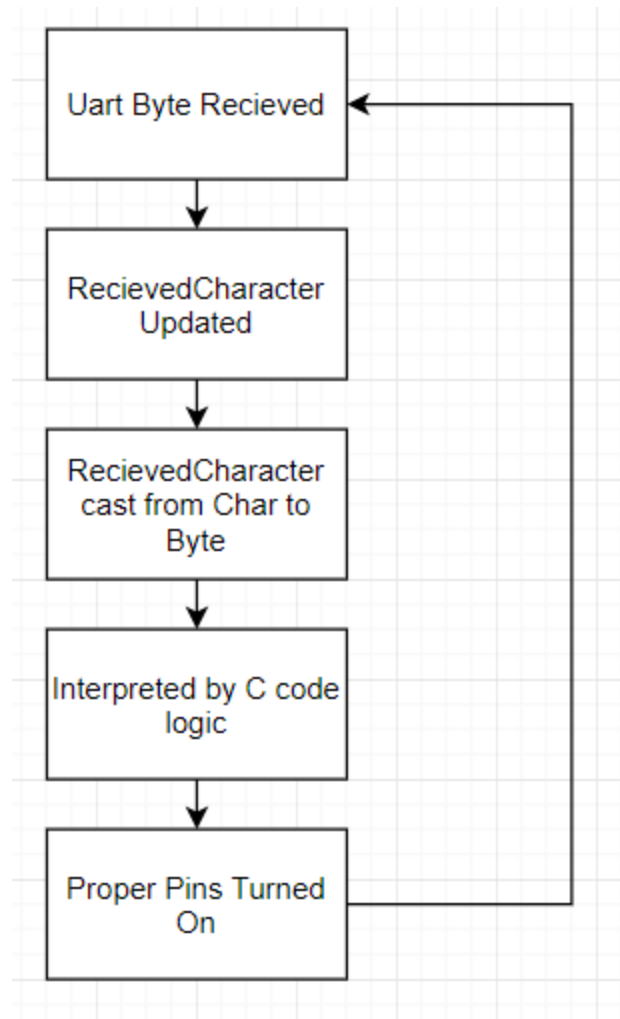 Uart Byte Recieved
RecievedCharacter
Updated
RecievedCharacter
cast from Char to
Byte
Interpreted by C code
logic
Proper Pins Turned
On